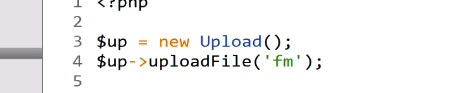 1 <?php
2
3 $up = new Upload();
4 $up->uploadFile('fm');
5